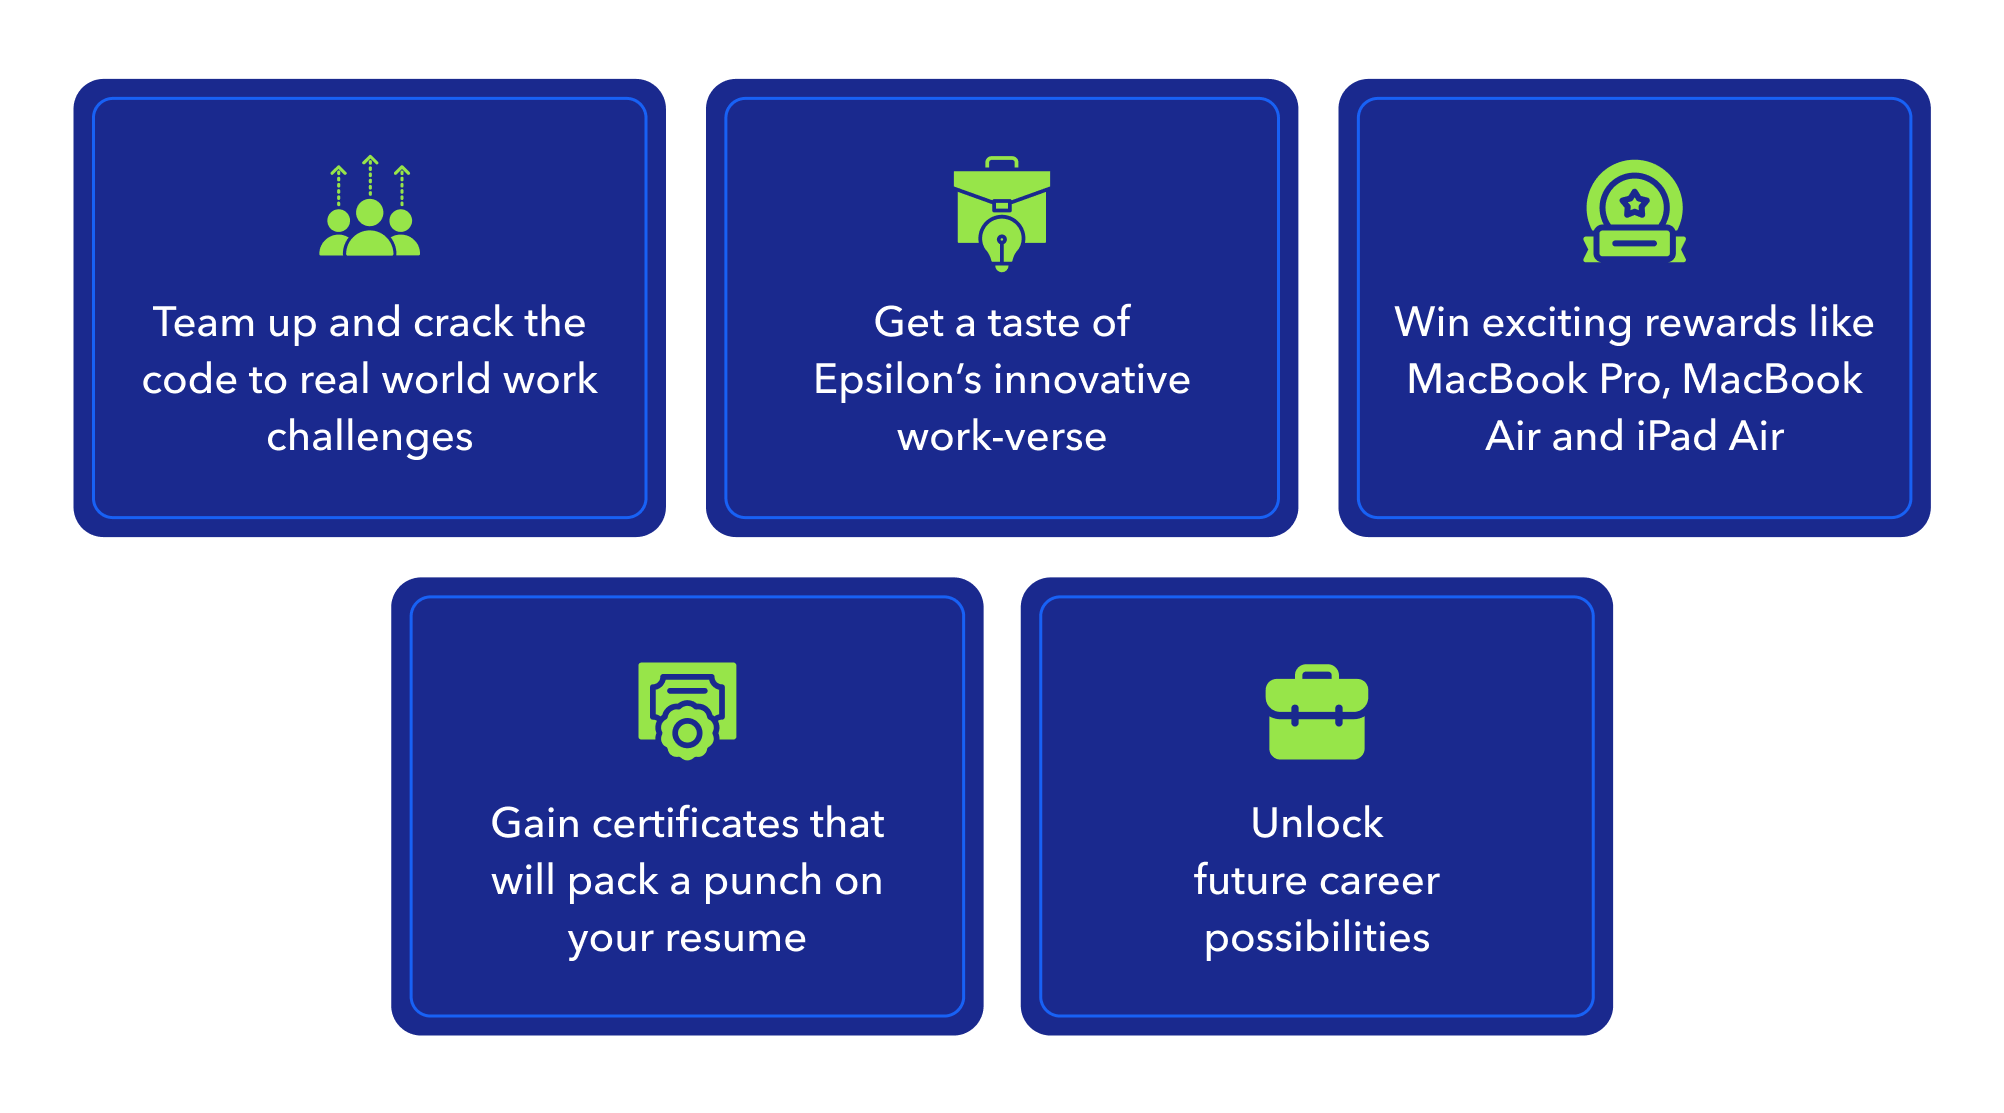 Team up and crack the
code to real world work
challenges
Get a taste of
Epsilon’s innovative
work-verse
Win exciting rewards like
MacBook Pro, MacBook
Air and iPad Air
Gain certificates that
will pack a punch on
your resume
Unlock
future career
possibilities